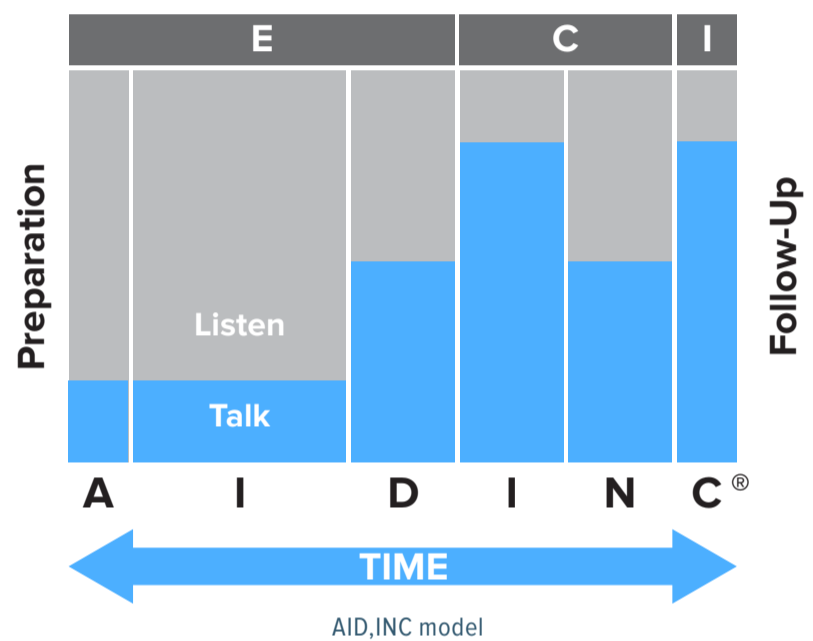 E C I
Preparation
Listen
Talk
Follow-Up
A I D I N C®
TIME
AID,INC model